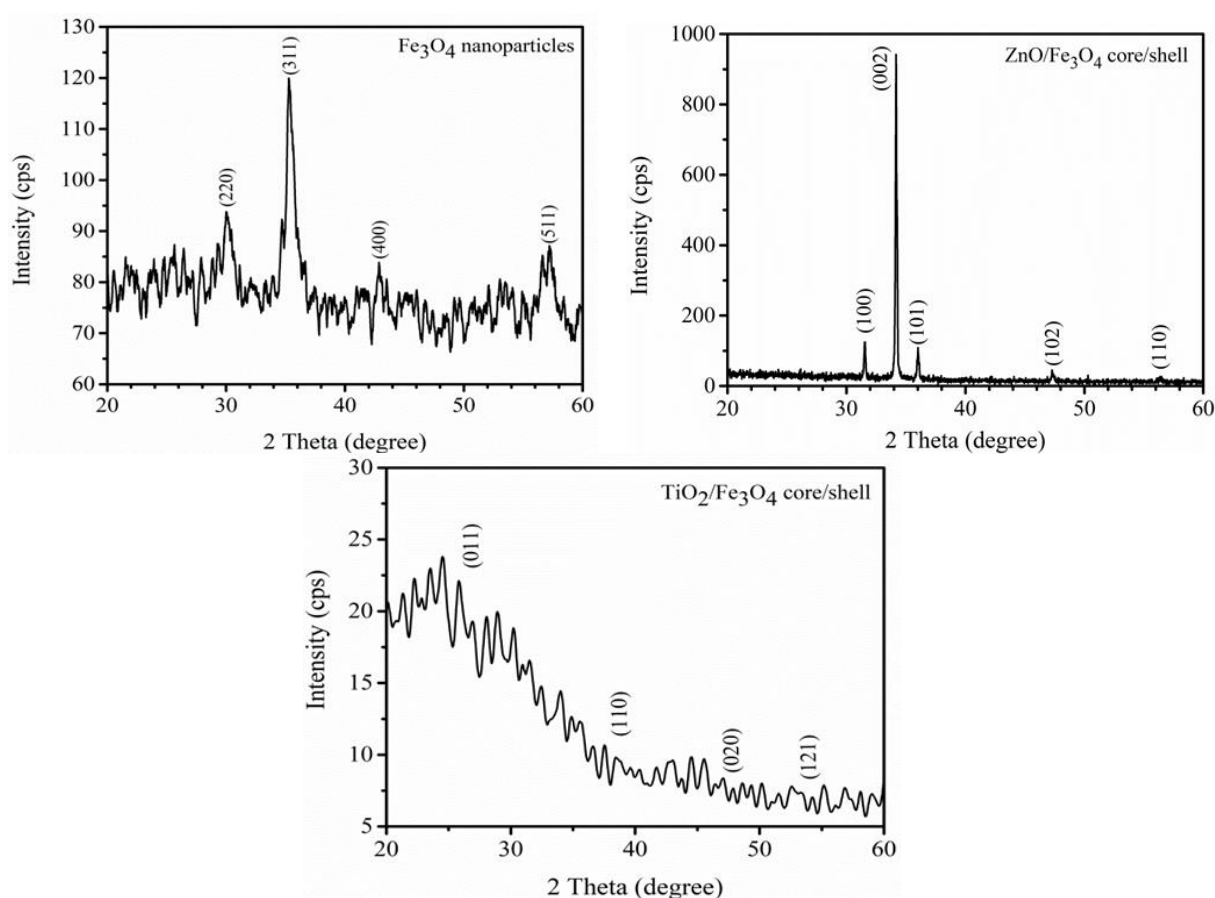 Fe3O4 nanoparticles
130
120
110
100
90
80
70
60
Intensity (cps)
(220)
(311)
(400)
(511)
20 30 40 50 60
2 Theta (degree)
ZnO/Fe3O4 core/shell
1000
800
600
400
200
0
Intensity (cps)
(100)
(002)
(101)
(102)
(110)
20 30 40 50 60
2 Theta (degree)
TiO2/Fe3O4 core/shell
30
25
20
15
10
5
Intensity (cps)
(011)
(110)
(020)
(121)
20 30 40 50 60
2 Theta (degree)